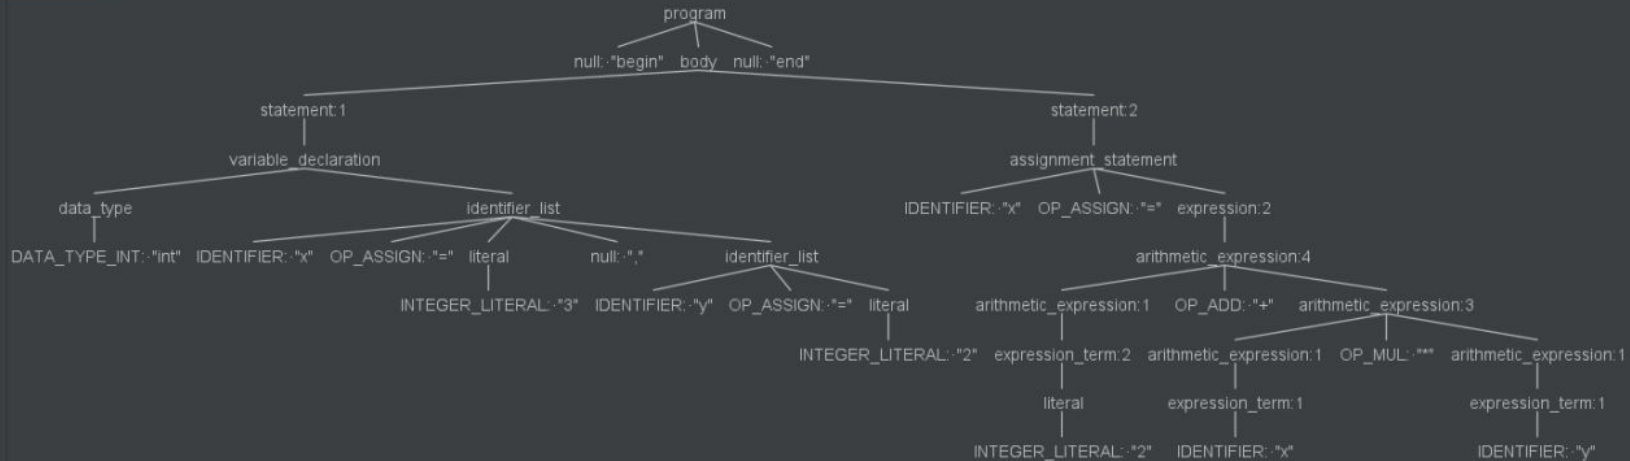 program
null:·"begin" body null:·"end"
statement:1 statement:2
variable_declaration assignment_statement
data_type identifier_list IDENTIFIER:·"x" OP_ASSIGN:·"=" expression:2
DATA_TYPE_INT:·"int" IDENTIFIER:·"x" OP_ASSIGN:·"=" literal null:·"," identifier_list arithmetic_expression:4
INTEGER_LITERAL:·"3" IDENTIFIER:·"y" OP_ASSIGN:·"=" literal arithmetic_expression:1 OP_ADD:·"+" arithmetic_expression:3
INTEGER_LITERAL:·"2" expression_term:2 arithmetic_expression:1 OP_MUL:·"*" arithmetic_expression:1
literal expression_term:1 expression_term:1
INTEGER_LITERAL:·"2" IDENTIFIER:·"x" IDENTIFIER:·"y"